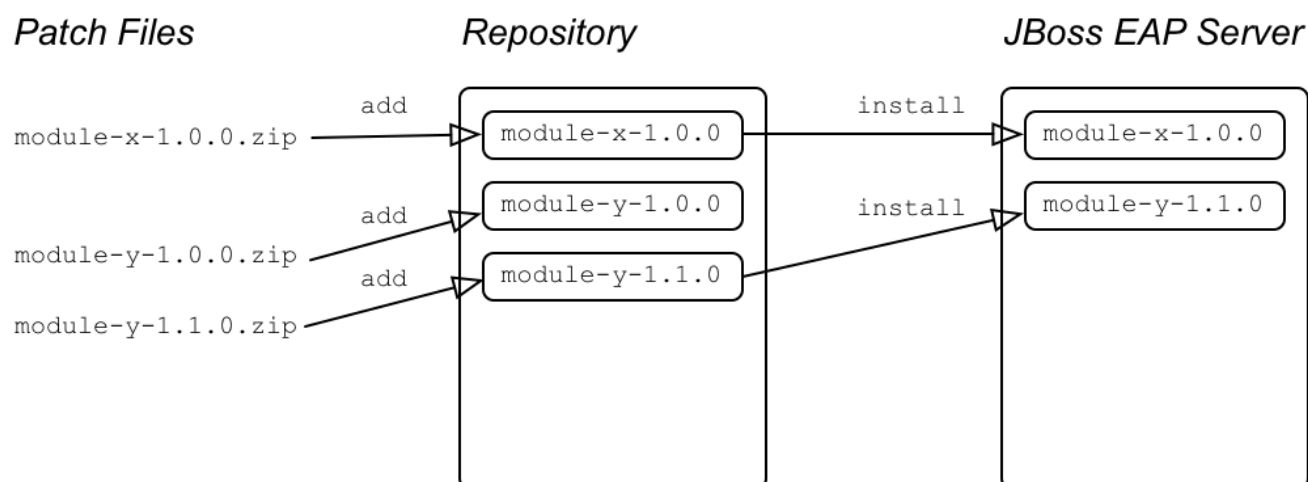 Patch Files
Repository
JBoss EAP Server
add
install
module-x-1.0.0.zip
module-x-1.0.0
module-x-1.0.0
add
module-y-1.0.0
install
module-y-1.1.0
module-y-1.0.0.zip
add
module-y-1.1.0
module-y-1.1.0.zip